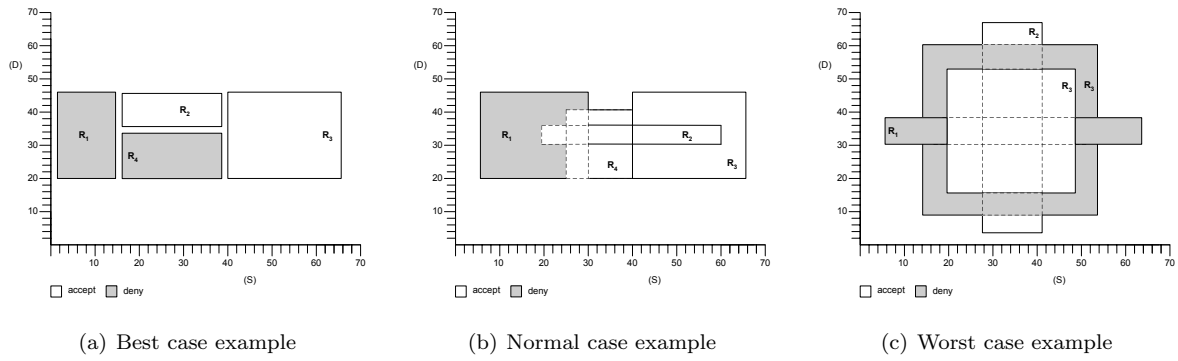 70
60
(D)
50
40
30
20
10
R1
R2
R4
R3
10 20 30 40 50 60 70
(S)
accept deny
(a) Best case example
70
60
(D)
50
40
30
20
10
R1
R2
R4
R3
10 20 30 40 50 60 70
(S)
accept deny
(b) Normal case example
70
60
(D)
50
40
30
20
10
R2
R3
R3
R1
10 20 30 40 50 60 70
(S)
accept deny
(c) Worst case example